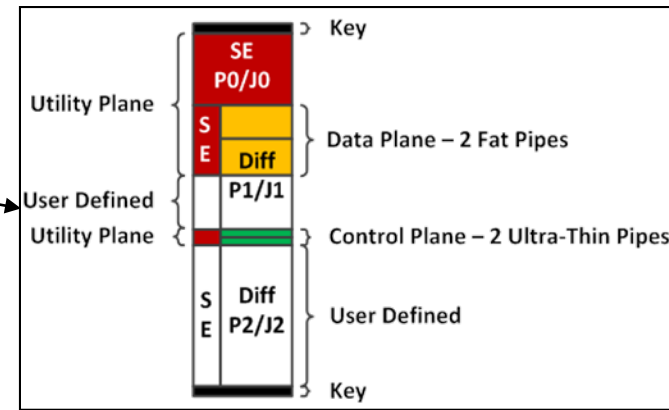 Key
SE
P0/J0
Utility Plane
S
E
Diff
Data Plane – 2 Fat Pipes
P1/J1
User Defined
Utility Plane
Control Plane – 2 Ultra-Thin Pipes
S
E
Diff
P2/J2
User Defined
Key